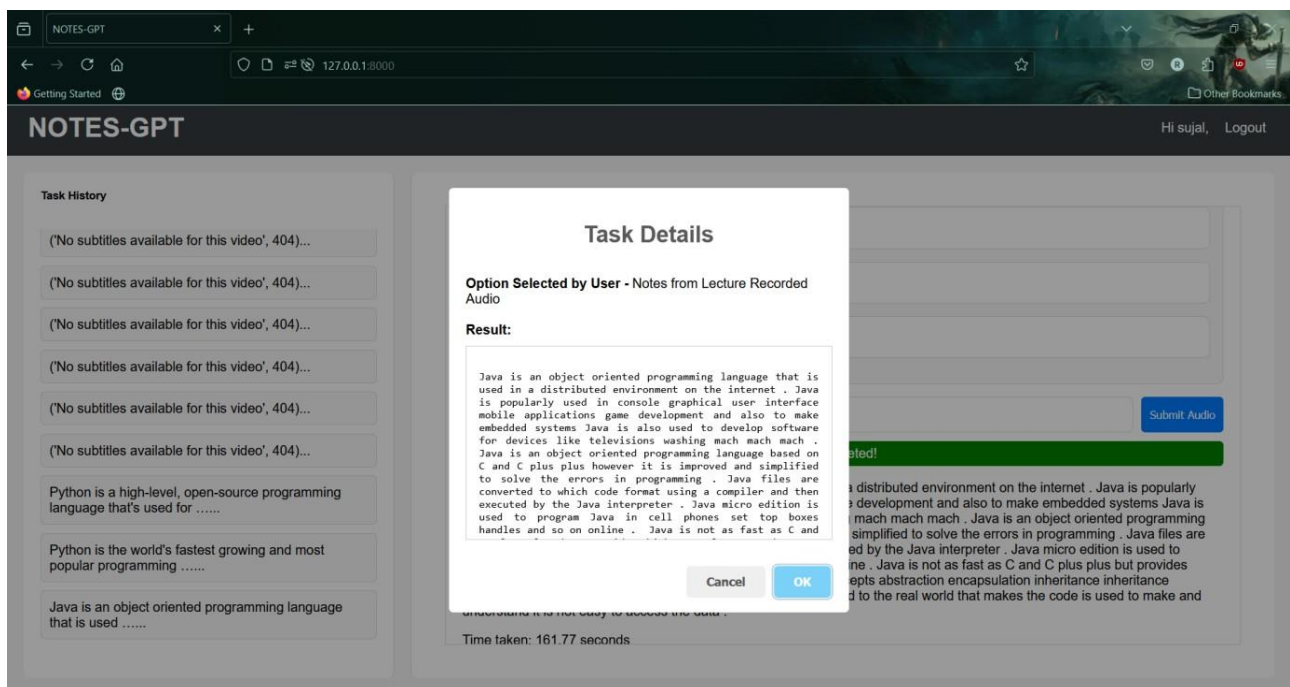 NOTES-GPT
127.0.0.1:8000
Getting Started
Other Bookmarks
NOTES-GPT
Hi sujal, Logout
Task History
('No subtitles available for this video', 404)...
('No subtitles available for this video', 404)...
('No subtitles available for this video', 404)...
('No subtitles available for this video', 404)...
('No subtitles available for this video', 404)...
('No subtitles available for this video', 404)...
Python is a high-level, open-source programming
language that's used for ......
Python is the world's fastest growing and most
popular programming ......
Java is an object oriented programming language
that is used ......
Task Details
Option Selected by User - Notes from Lecture Recorded
Audio
Result:
Java is an object oriented programming language that is
used in a distributed environment on the internet . Java
is popularly used in console graphical user interface
mobile applications game development and also to make
embedded systems Java is also used to develop software
for devices like televisions washing mach mach mach .
Java is an object oriented programming language based on
C and C plus plus however it is improved and simplified
to solve the errors in programming . Java files are
converted to which code format using a compiler and then
executed by the Java interpreter . Java micro edition is
used to program Java in cell phones set top boxes
handles and so on online . Java is not as fast as C and
Cancel OK
Submit Audio
eted!
a distributed environment on the internet . Java is popularly
development and also to make embedded systems Java is
mach mach mach . Java is an object oriented programming
simplified to solve the errors in programming . Java files are
ed by the Java interpreter . Java micro edition is used to
ine . Java is not as fast as C and C plus plus but provides
epts abstraction encapsulation inheritance inheritance
d to the real world that makes the code is used to make and
understand it is not easy to access the data .
Time taken: 161.77 seconds